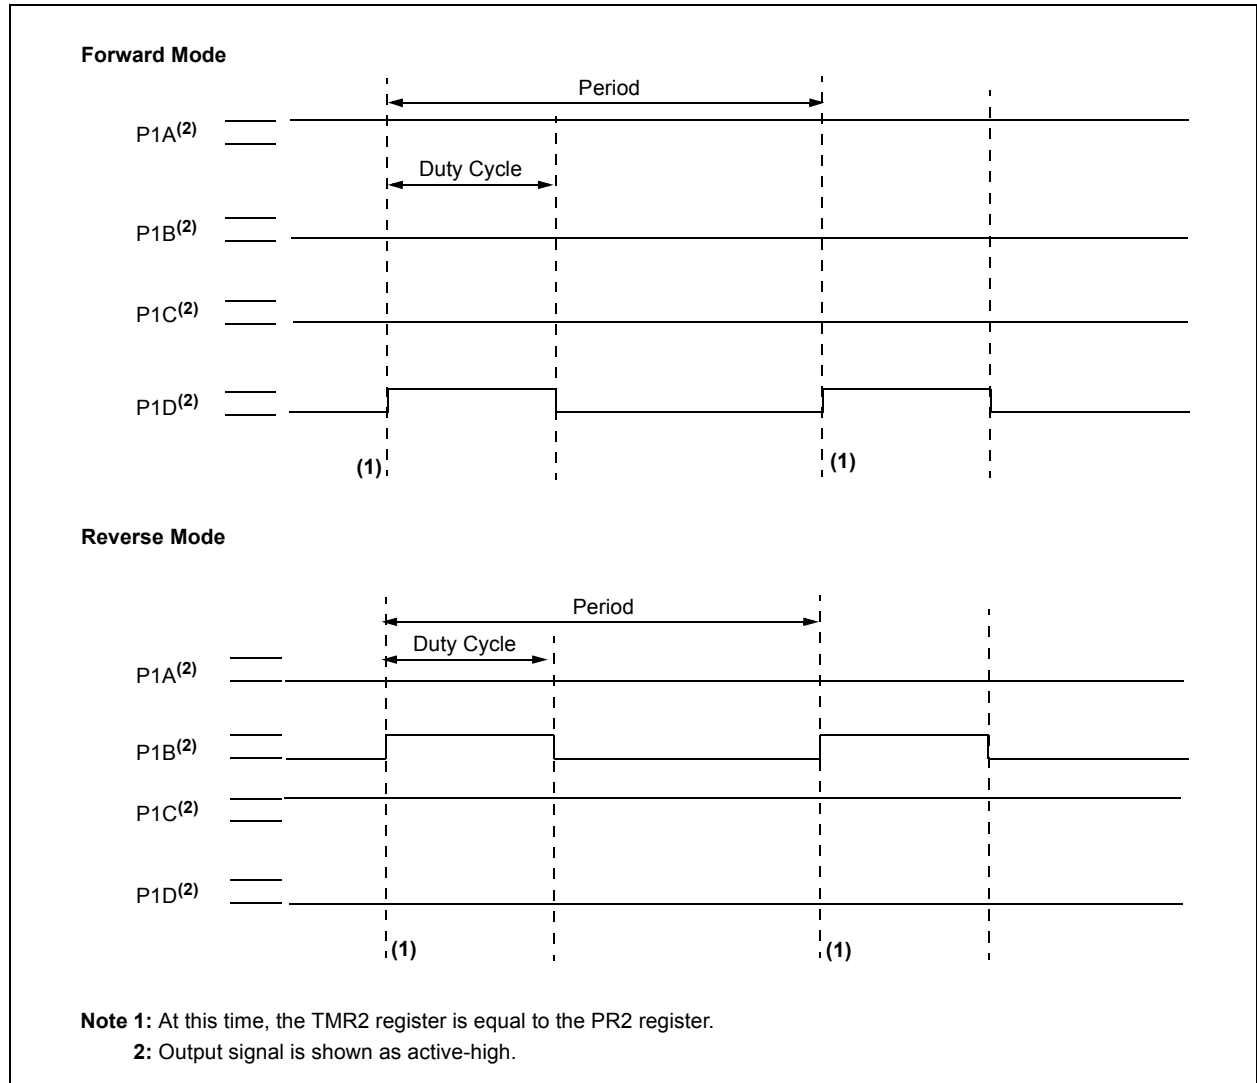 Forward Mode
Period
P1A(2)
Duty Cycle
P1B(2)
P1C(2)
P1D(2)
(1)
(1)
Reverse Mode
Period
Duty Cycle
P1A(2)
P1B(2)
P1C(2)
P1D(2)
(1)
(1)
Note 1: At this time, the TMR2 register is equal to the PR2 register.
2: Output signal is shown as active-high.